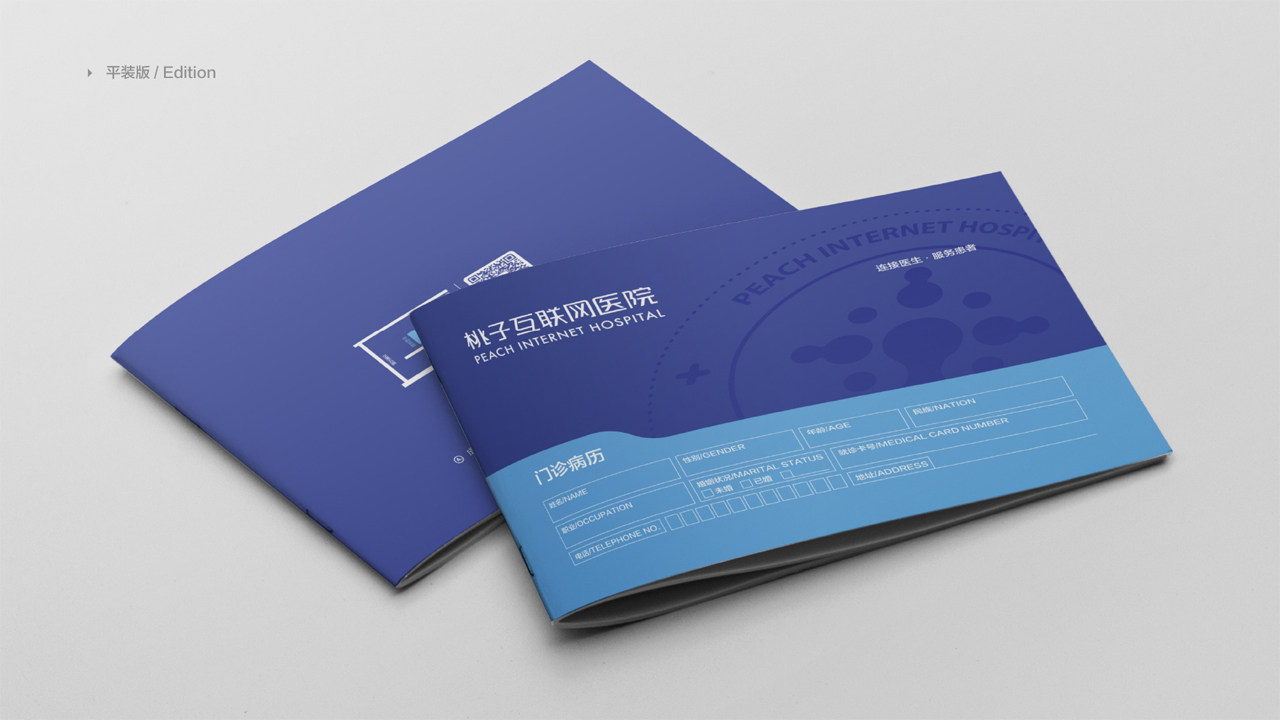 平装版 / Edition
桃子互联网医院
PEACH INTERNET HOSPITAL
PEACH INTERNET
连接医生 · 服务患者
门诊病历
姓名/NAME
性别/GENDER
年龄/AGE
民族/NATION
职业/OCCUPATION
婚姻状况/MARITAL STATUS
未婚
已婚
就诊卡号/MEDICAL CARD NUMBER
电话/TELEPHONE NO.
地址/ADDRESS